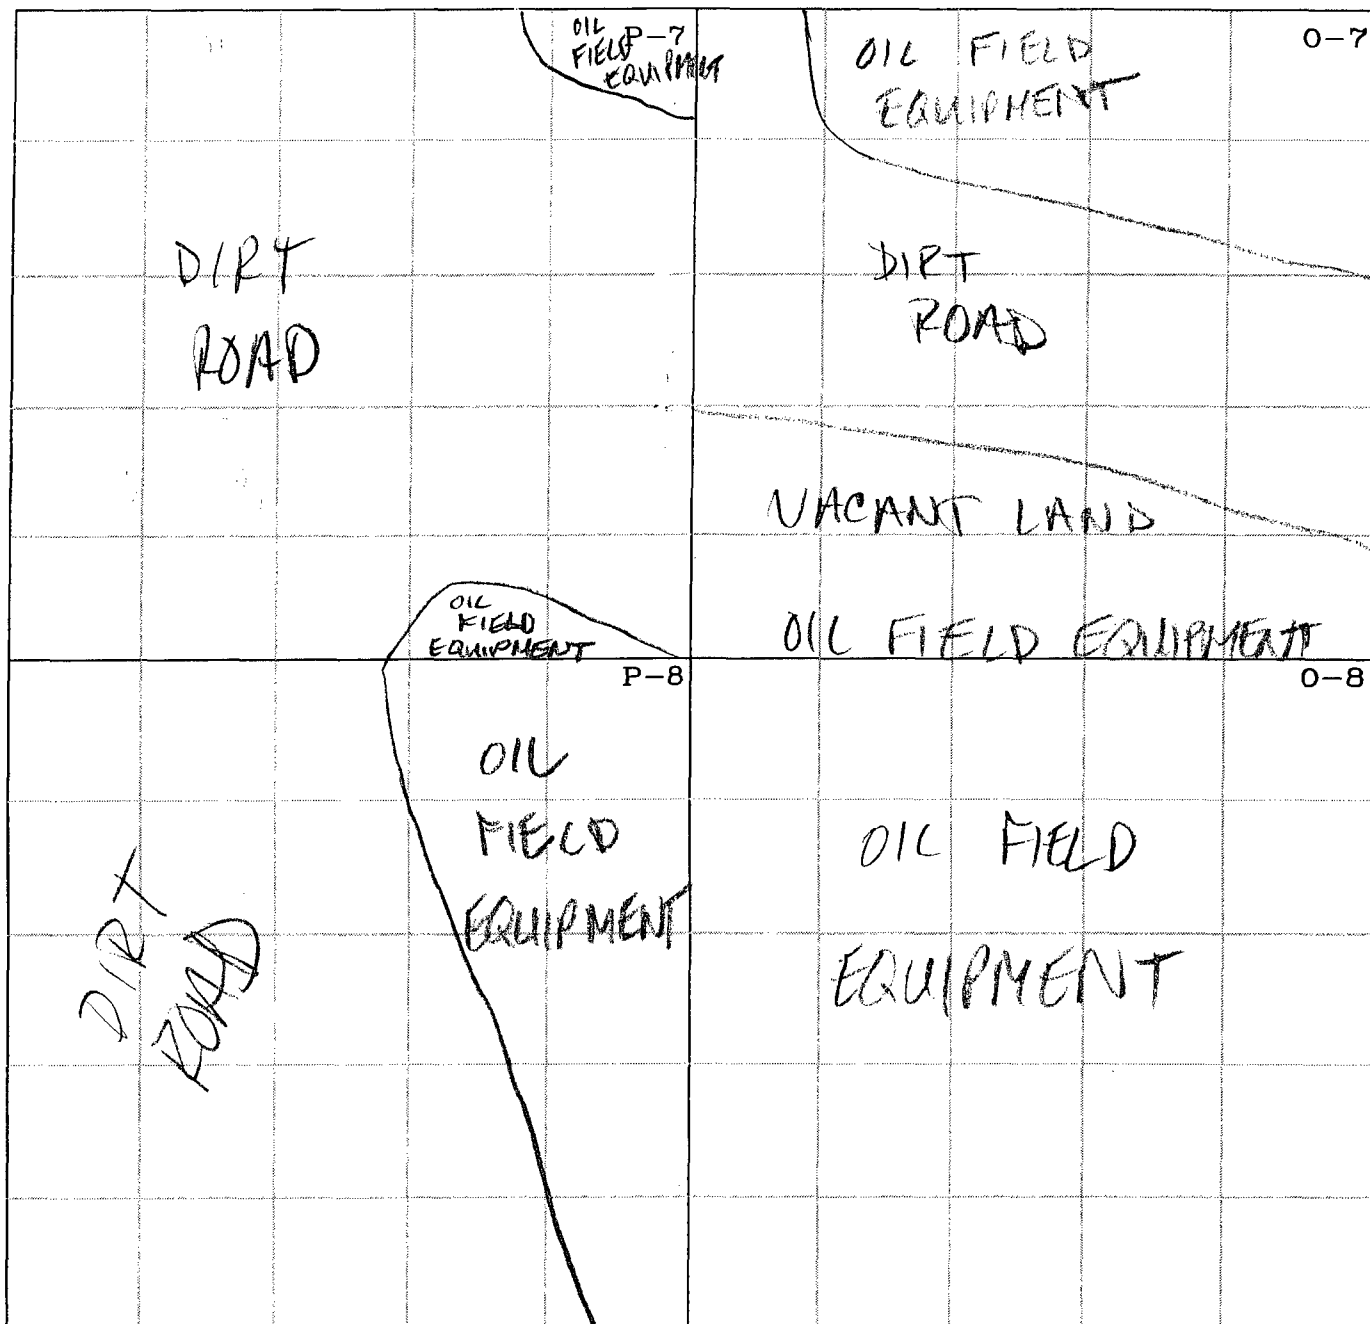 OIL
FIELD
EQUIPMENT
P-7
OIL FIELD
EQUIPMENT
O-7
DIRT
ROAD
DIRT
ROAD
VACANT LAND
OIL
FIELD
EQUIPMENT
OIL FIELD EQUIPMENT
P-8
O-8
OIL
FIELD
EQUIPMENT
OIL FIELD
EQUIPMENT
DIRT
ROAD